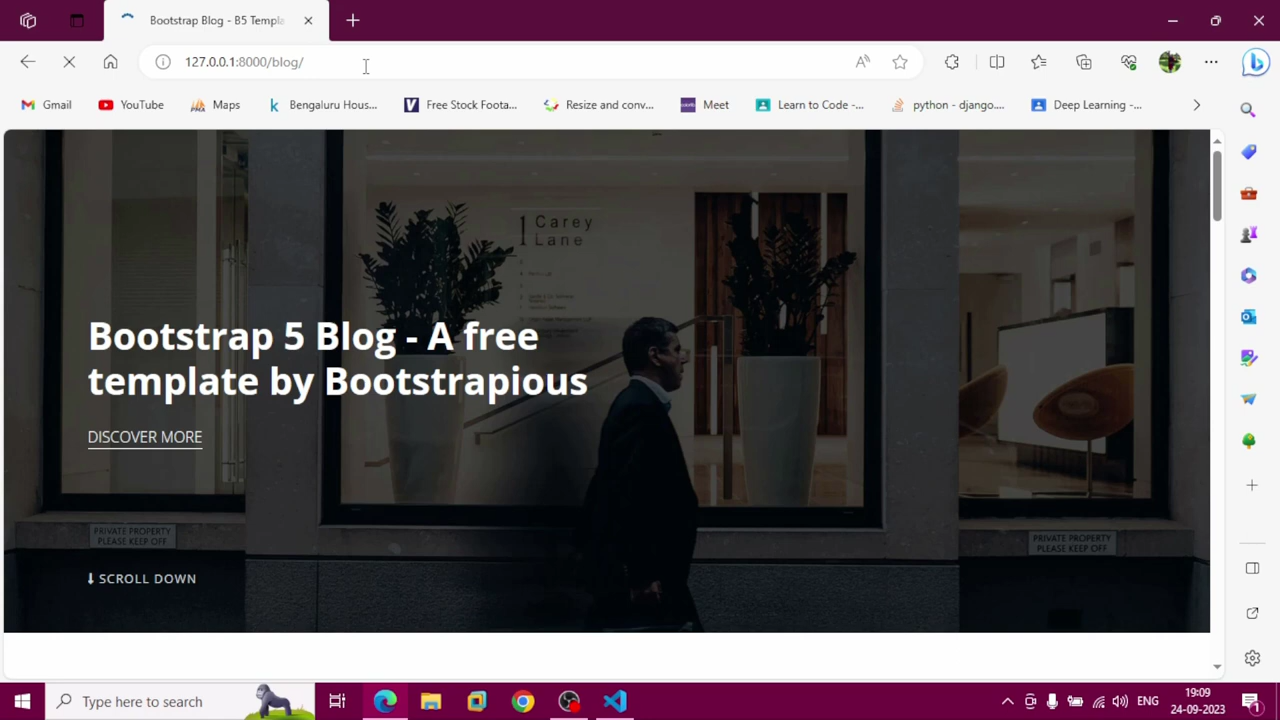 Bootstrap Blog - B5 Templa
127.0.0.1:8000/blog/
Gmail
YouTube
Maps
Bengaluru Hous...
Free Stock Foota...
Resize and conv...
Meet
Learn to Code -...
python - django....
Deep Learning -...
1 Carey
Lane
Bootstrap 5 Blog - A free
template by Bootstrapious
DISCOVER MORE
PRIVATE PROPERTY
PLEASE KEEP OFF
PRIVATE PROPERTY
PLEASE KEEP OFF
SCROLL DOWN
Type here to search
ENG
19:09
24-09-2023
1